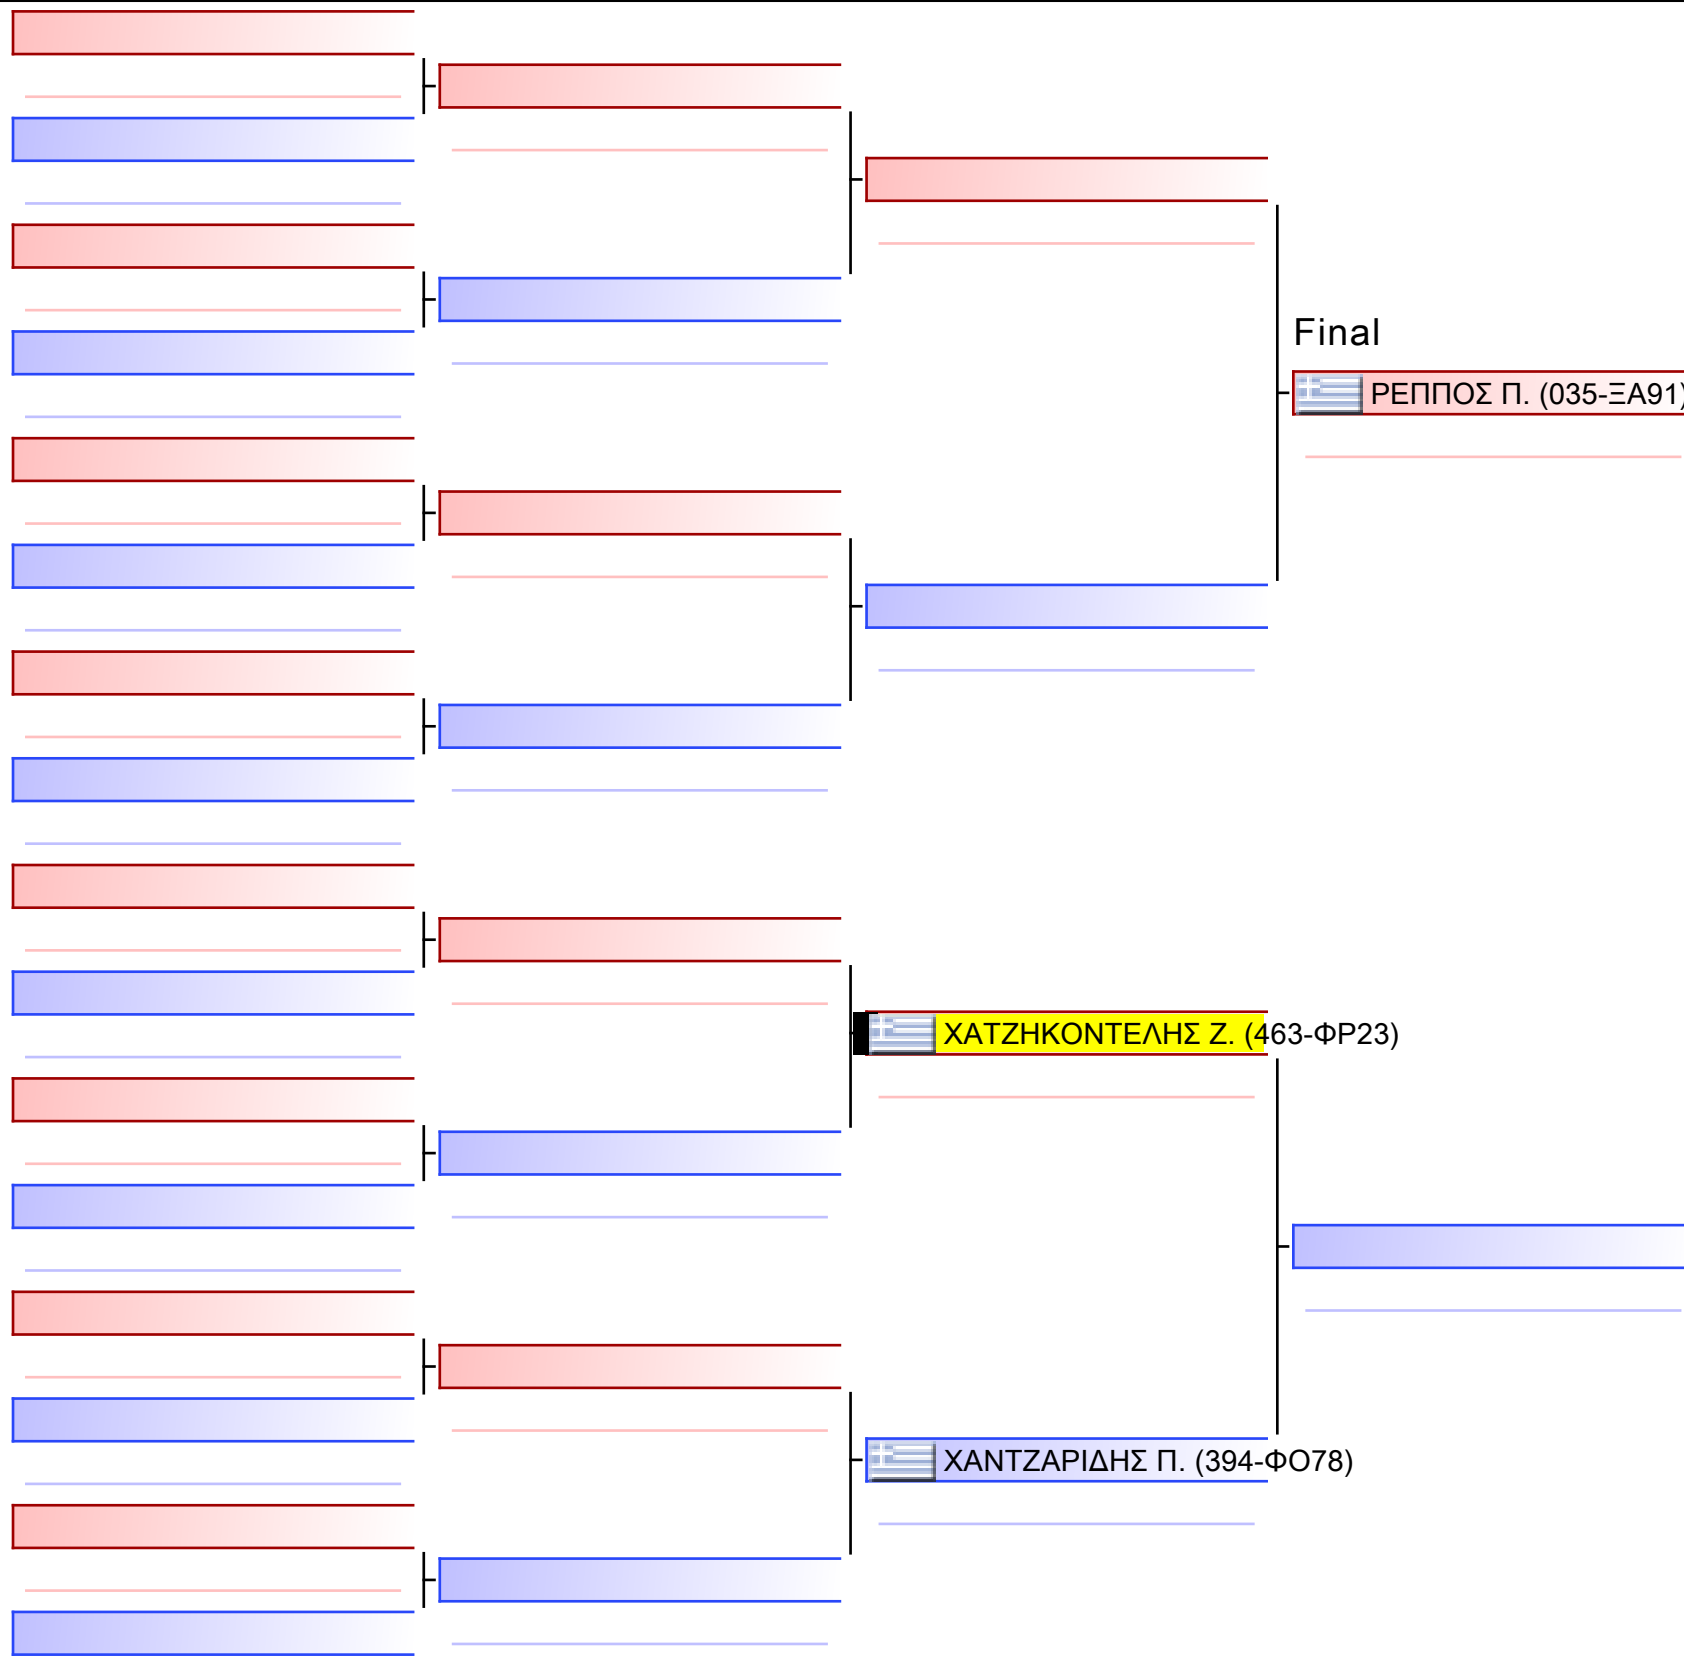 Final
ΡΕΠΠΟΣ Π. (035-ΞΑ91)
ΧΑΤΖΗΚΟΝΤΕΛΗΣ Ζ. (463-ΦΡ23)
ΧΑΝΤΖΑΡΙΔΗΣ Π. (394-ΦΟ78)